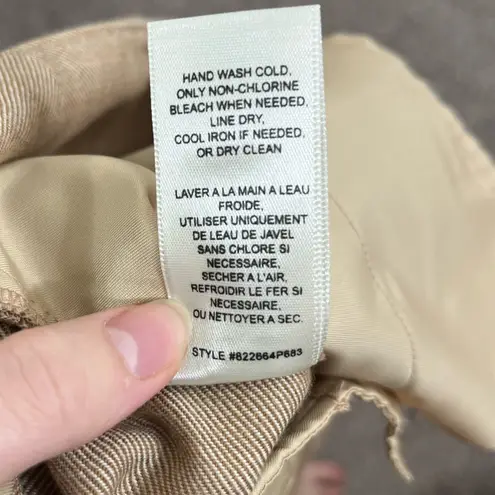 HAND WASH COLD,
ONLY NON-CHLORINE
BLEACH WHEN NEEDED,
LINE DRY,
COOL IRON IF NEEDED,
OR DRY CLEAN
LAVER A LA MAIN A LEAU
FROIDE,
UTILISER UNIQUEMENT
DE LEAU DE JAVEL
SANS CHLORE SI
NECESSAIRE,
SECHER A L'AIR,
REFROIDIR LE FER SI
NECESSAIRE,
OU NETTOYER A SEC.
STYLE #822664P683